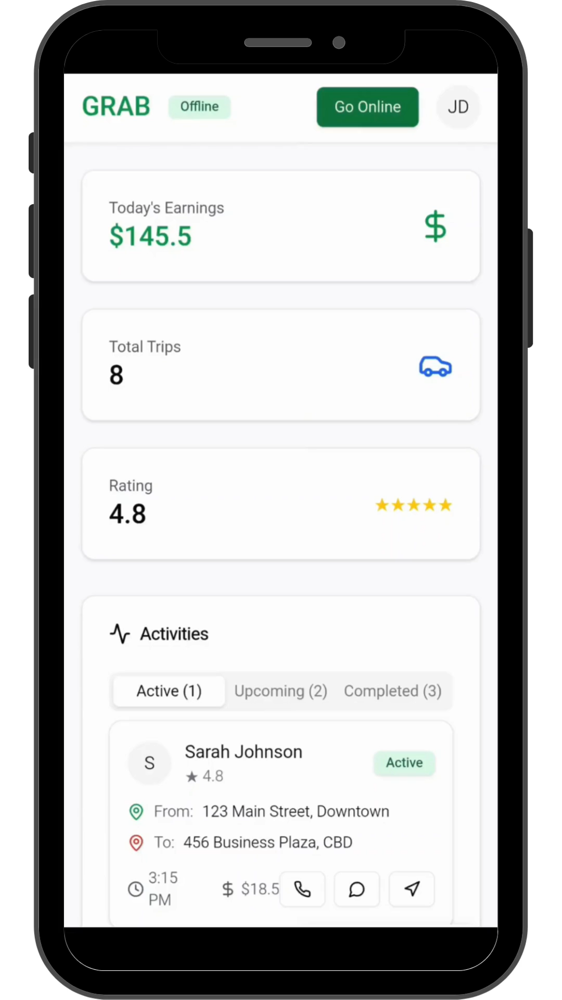 GRAB
Offline
Go Online
JD
Today's Earnings
$145.5
Total Trips
8
Rating
4.8
Activities
Active (1)
Upcoming (2)
Completed (3)
S
Sarah Johnson
★ 4.8
Active
From: 123 Main Street, Downtown
To: 456 Business Plaza, CBD
3:15
PM
$18.5